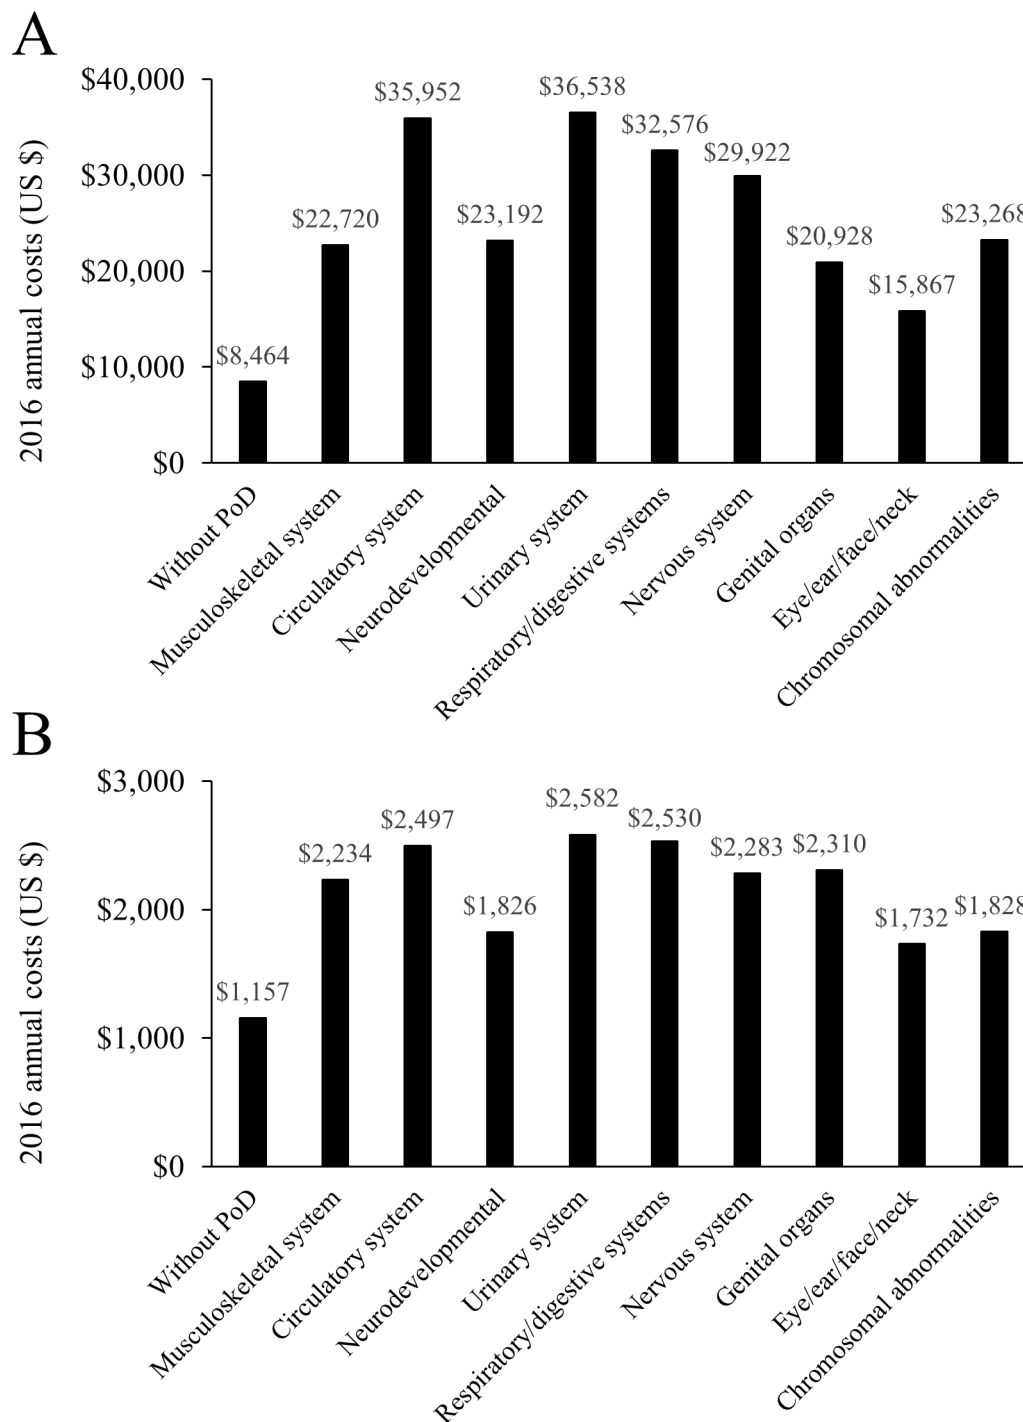 A
2016 annual costs (US $)
$40,000
$30,000
$20,000
$10,000
$0
$8,464
$22,720
$35,952
$23,192
$36,538
$32,576
$29,922
$20,928
$15,867
$23,268
Without PoD
Musculoskeletal system
Circulatory system
Neurodevelopmental
Urinary system
Respiratory/digestive systems
Nervous system
Genital organs
Eye/ear/face/neck
Chromosomal abnormalities
B
2016 annual costs (US $)
$3,000
$2,000
$1,000
$0
$1,157
$2,234
$2,497
$1,826
$2,582
$2,530
$2,283
$2,310
$1,732
$1,828
Without PoD
Musculoskeletal system
Circulatory system
Neurodevelopmental
Urinary system
Respiratory/digestive systems
Nervous system
Genital organs
Eye/ear/face/neck
Chromosomal abnormalities